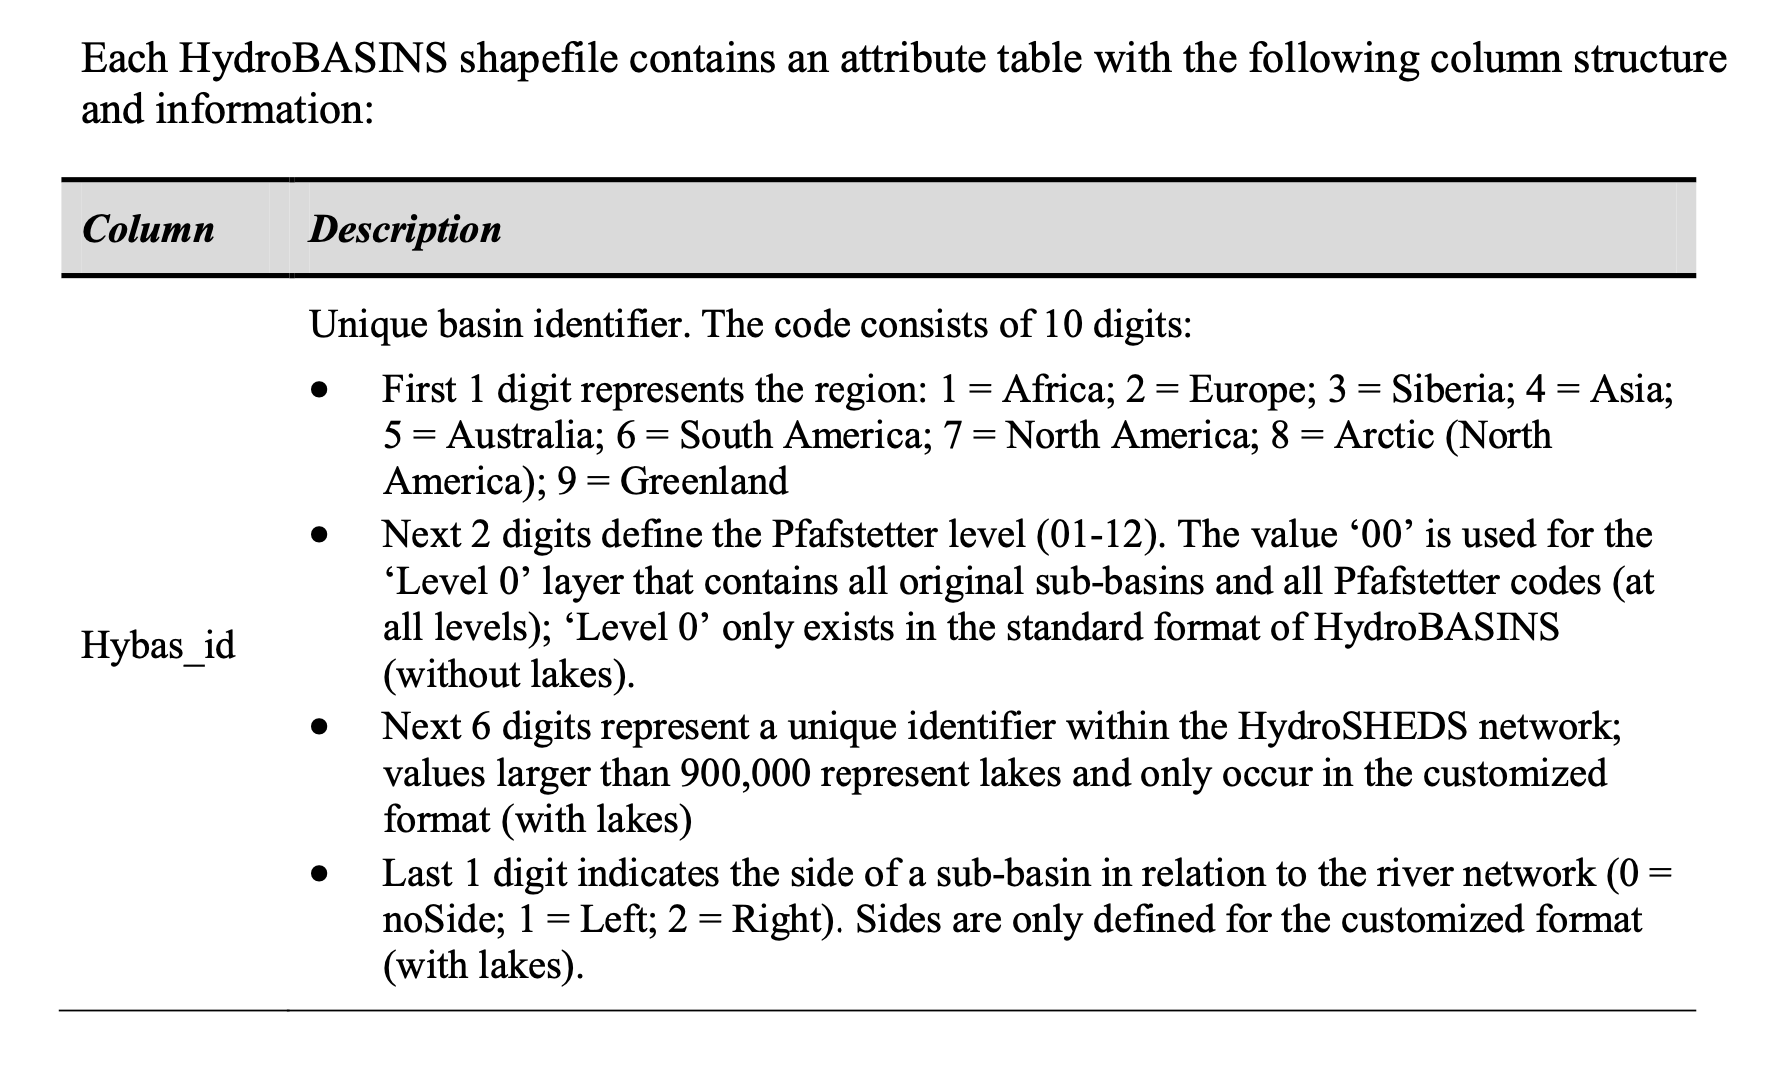 Each HydroBASINS shapefile contains an attribute table with the following column structure
and information:
Column Description
Unique basin identifier. The code consists of 10 digits:
• First 1 digit represents the region: 1 = Africa; 2 = Europe; 3 = Siberia; 4 = Asia;
5 = Australia; 6 = South America; 7 = North America; 8 = Arctic (North
America); 9 = Greenland
• Next 2 digits define the Pfafstetter level (01-12). The value ‘00’ is used for the
‘Level 0’ layer that contains all original sub-basins and all Pfafstetter codes (at
all levels); ‘Level 0’ only exists in the standard format of HydroBASINS
Hybas_id
(without lakes).
• Next 6 digits represent a unique identifier within the HydroSHEDS network;
values larger than 900,000 represent lakes and only occur in the customized
format (with lakes)
• Last 1 digit indicates the side of a sub-basin in relation to the river network (0 =
noSide; 1 = Left; 2 = Right). Sides are only defined for the customized format
(with lakes).